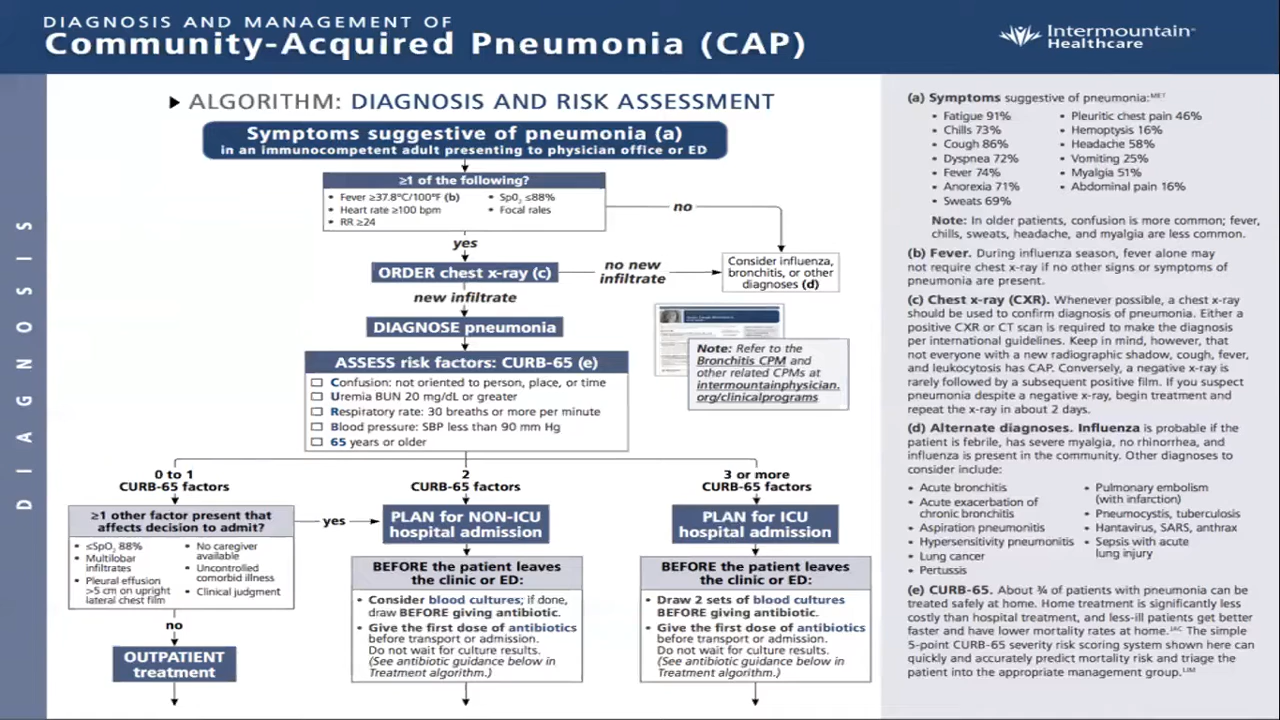 DIAGNOSIS AND MANAGEMENT OF
Community-Acquired Pneumonia (CAP)
Intermountain
Healthcare
DIAGNOSIS
ALGORITHM: DIAGNOSIS AND RISK ASSESSMENT
Symptoms suggestive of pneumonia (a)
in an immunocompetent adult presenting to physician office or ED
≥1 of the following?
• Fever ≥37.8°C/100°F (b)
• Heart rate ≥100 bpm
• RR ≥24
• SpO₂ ≤88%
• Focal rales
no
yes
ORDER chest x-ray (c)
no new
infiltrate
Consider influenza,
bronchitis, or other
diagnoses (d)
new infiltrate
DIAGNOSE pneumonia
Note: Refer to the
Bronchitis CPM and
other related CPMs at
intermountainphysician.
org/clinicalprograms
ASSESS risk factors: CURB-65 (e)
Confusion: not oriented to person, place, or time
Uremia BUN 20 mg/dL or greater
Respiratory rate: 30 breaths or more per minute
Blood pressure: SBP less than 90 mm Hg
65 years or older
0 to 1
CURB-65 factors
2
CURB-65 factors
3 or more
CURB-65 factors
≥1 other factor present that
affects decision to admit?
• ≤SpO₂ 88%
• Multilobar
infiltrates
• Pleural effusion
>5 cm on upright
lateral chest film
• No caregiver
available
• Uncontrolled
comorbid illness
• Clinical judgment
yes
no
OUTPATIENT
treatment
PLAN for NON-ICU
hospital admission
BEFORE the patient leaves
the clinic or ED:
• Consider blood cultures; if done,
draw BEFORE giving antibiotic.
• Give the first dose of antibiotics
before transport or admission.
Do not wait for culture results.
(See antibiotic guidance below in
Treatment algorithm.)
PLAN for ICU
hospital admission
BEFORE the patient leaves
the clinic or ED:
• Draw 2 sets of blood cultures
BEFORE giving antibiotic.
• Give the first dose of antibiotics
before transport or admission.
Do not wait for culture results.
(See antibiotic guidance below in
Treatment algorithm.)
(a) Symptoms suggestive of pneumonia:MET
• Fatigue 91%
• Chills 73%
• Cough 86%
• Dyspnea 72%
• Fever 74%
• Anorexia 71%
• Sweats 69%
• Pleuritic chest pain 46%
• Hemoptysis 16%
• Headache 58%
• Vomiting 25%
• Myalgia 51%
• Abdominal pain 16%
Note: In older patients, confusion is more common; fever,
chills, sweats, headache, and myalgia are less common.
(b) Fever. During influenza season, fever alone may
not require chest x-ray if no other signs or symptoms of
pneumonia are present.
(c) Chest x-ray (CXR). Whenever possible, a chest x-ray
should be used to confirm diagnosis of pneumonia. Either a
positive CXR or CT scan is required to make the diagnosis
per international guidelines. Keep in mind, however, that
not everyone with a new radiographic shadow, cough, fever,
and leukocytosis has CAP. Conversely, a negative x-ray is
rarely followed by a subsequent positive film. If you suspect
pneumonia despite a negative x-ray, begin treatment and
repeat the x-ray in about 2 days.
(d) Alternate diagnoses. Influenza is probable if the
patient is febrile, has severe myalgia, no rhinorrhea, and
influenza is present in the community. Other diagnoses to
consider include:
• Acute bronchitis
• Acute exacerbation of
chronic bronchitis
• Aspiration pneumonitis
• Hypersensitivity pneumonitis
• Lung cancer
• Pertussis
• Pulmonary embolism
(with infarction)
• Pneumocystis, tuberculosis
• Hantavirus, SARS, anthrax
• Sepsis with acute
lung injury
(e) CURB-65. About ¾ of patients with pneumonia can be
treated safely at home. Home treatment is significantly less
costly than hospital treatment, and less-ill patients get better
faster and have lower mortality rates at home. The simple
5-point CURB-65 severity risk scoring system shown here can
quickly and accurately predict mortality risk and triage the
patient into the appropriate management group.LIM